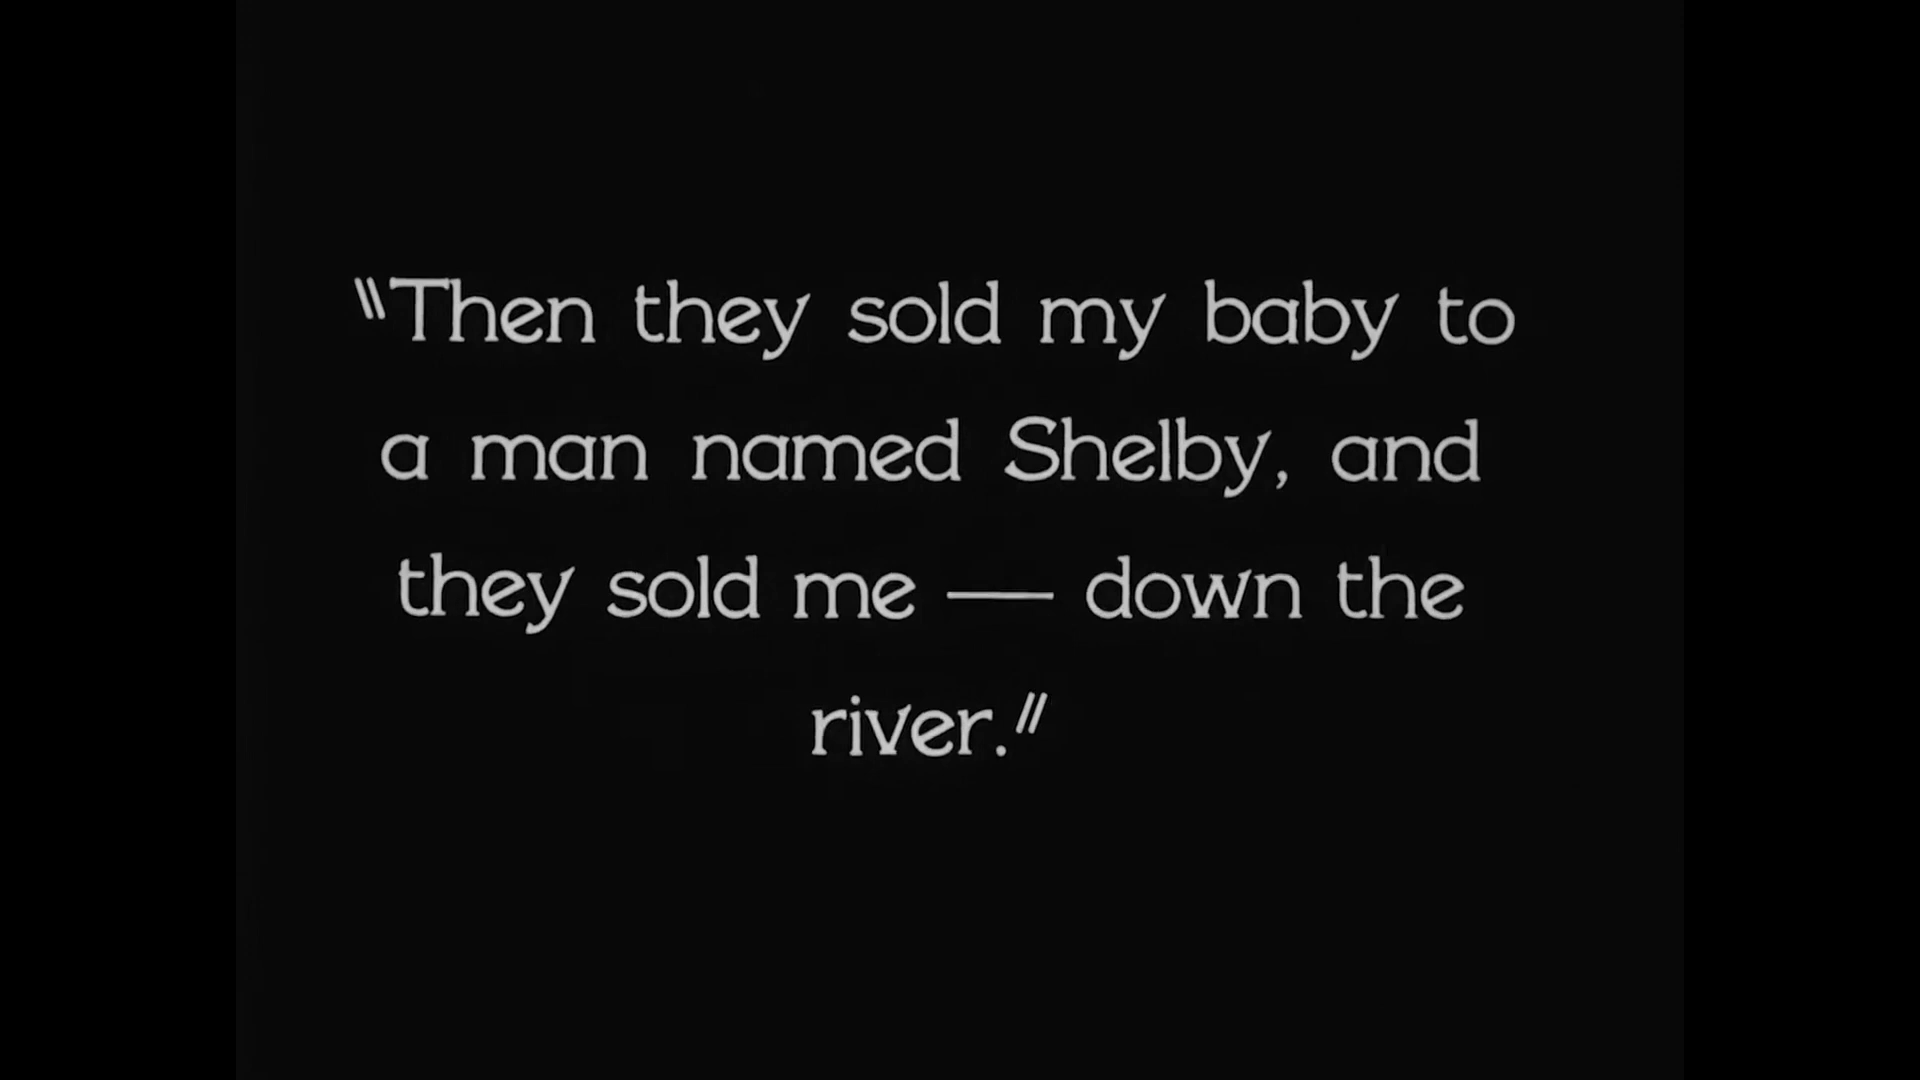 "Then they sold my baby to
a man named Shelby, and
they sold me — down the
river."